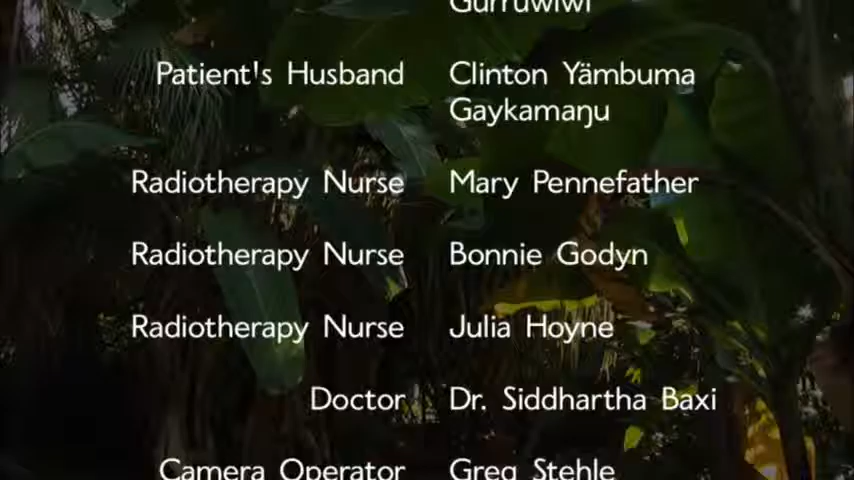 Gurruwiwi
Patient's Husband Clinton Yämbuma
Gaykamaŋu
Radiotherapy Nurse Mary Pennefather
Radiotherapy Nurse Bonnie Godyn
Radiotherapy Nurse Julia Hoyne
Doctor Dr. Siddhartha Baxi
Camera Operator Greg Stehle